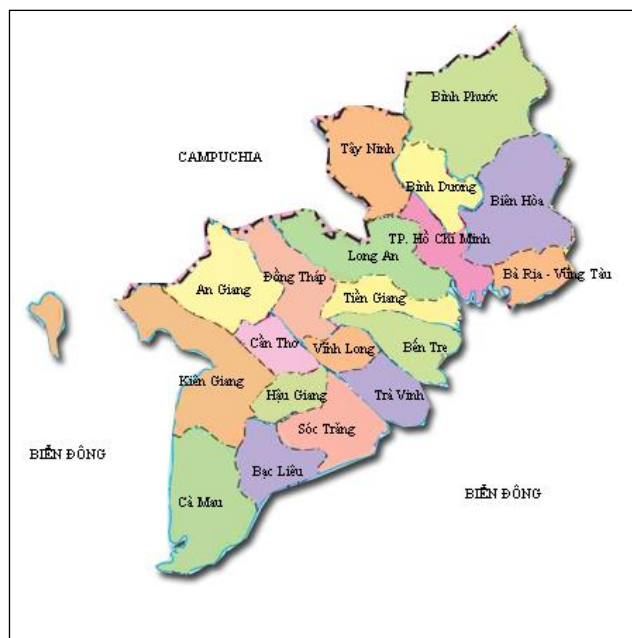 Bình Phước
CAMPUCHIA
Tây Ninh
Bình Dương
Biên Hòa
TP. Hồ Chí Minh
Long An
Bà Rịa - Vũng Tàu
Đồng Tháp
An Giang
Tiền Giang
Cần Thơ
Vĩnh Long
Bến Tre
Kiên Giang
Hậu Giang
Trà Vinh
Sóc Trăng
BIỂN ĐÔNG
Bạc Liêu
BIỂN ĐÔNG
Cà Mau